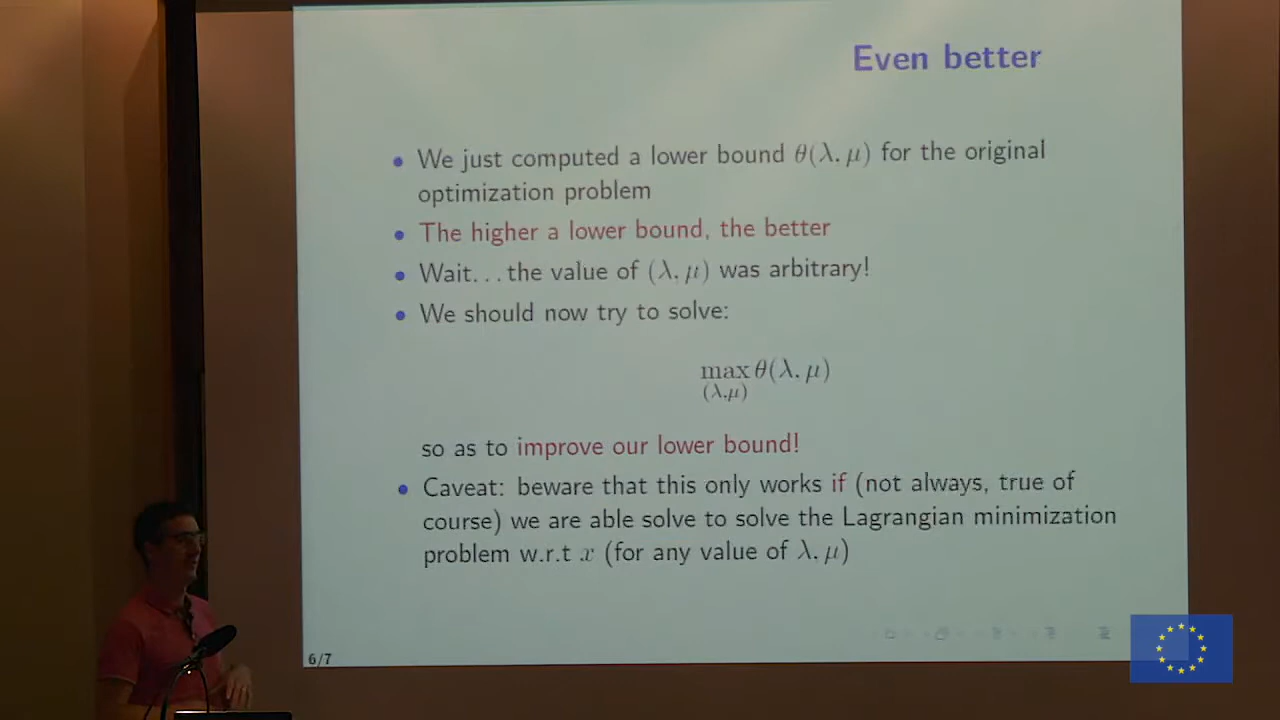 Even better
We just computed a lower bound θ(λ, μ) for the original
optimization problem
The higher a lower bound, the better
Wait...the value of (λ, μ) was arbitrary!
We should now try to solve:
max θ(λ, μ)
(λ,μ)
so as to improve our lower bound!
Caveat: beware that this only works if (not always, true of
course) we are able solve to solve the Lagrangian minimization
problem w.r.t x (for any value of λ, μ)
6/7